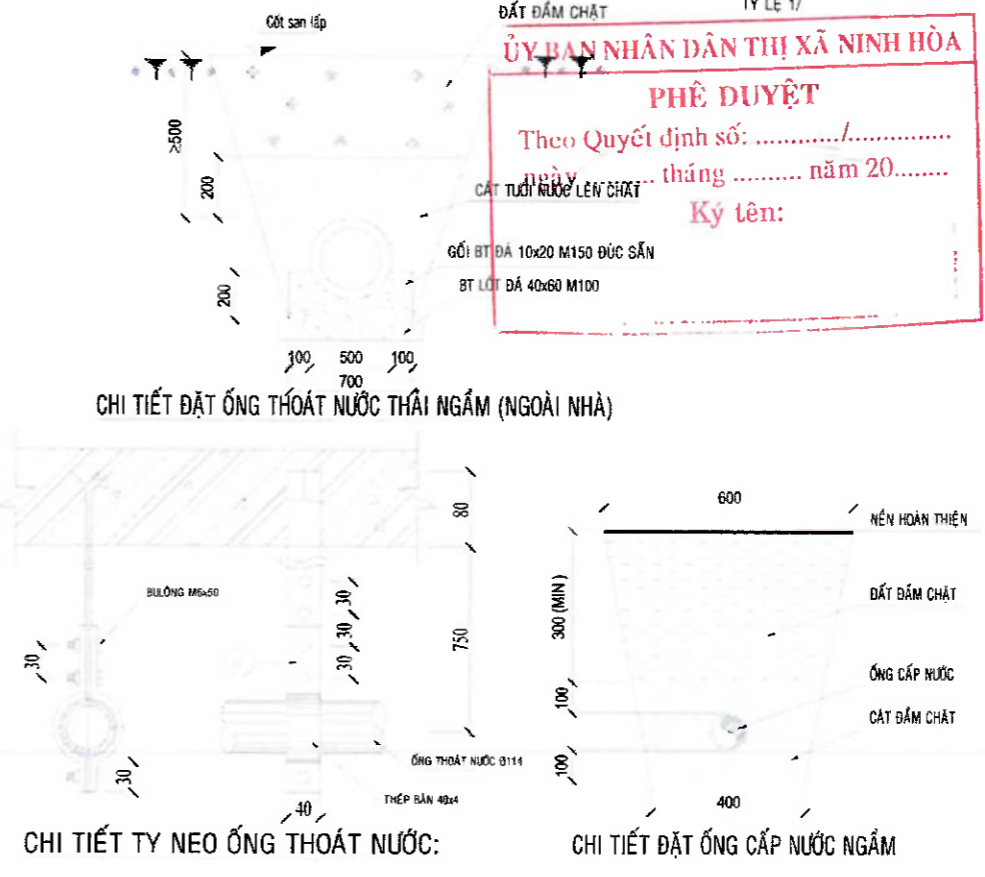 Cốt san lấp
ĐẤT ĐẦM CHẶT
TỶ LỆ 1/
ỦY BAN NHÂN DÂN THỊ XÃ NINH HÒA
PHÊ DUYỆT
Theo Quyết định số: ............/..............
ngày ........... tháng .......... năm 20........
Ký tên:
≥500
200
CÁT TƯỚI NƯỚC LÈN CHẶT
GỐI BT ĐÁ 10x20 M150 ĐÚC SẴN
200
BT LÓT ĐÁ 40x60 M100
100
500
100
700
CHI TIẾT ĐẶT ỐNG THOÁT NƯỚC THẢI NGẦM (NGOÀI NHÀ)
80
BULÔNG M6x50
30
30
30
30
750
ỐNG THOÁT NƯỚC Ø114
30
THÉP BẢN 40x4
40
CHI TIẾT TY NEO ỐNG THOÁT NƯỚC:
600
NỀN HOÀN THIỆN
300 (MIN)
ĐẤT ĐẦM CHẶT
ỐNG CẤP NƯỚC
100
CÁT ĐẦM CHẶT
100
400
CHI TIẾT ĐẶT ỐNG CẤP NƯỚC NGẦM